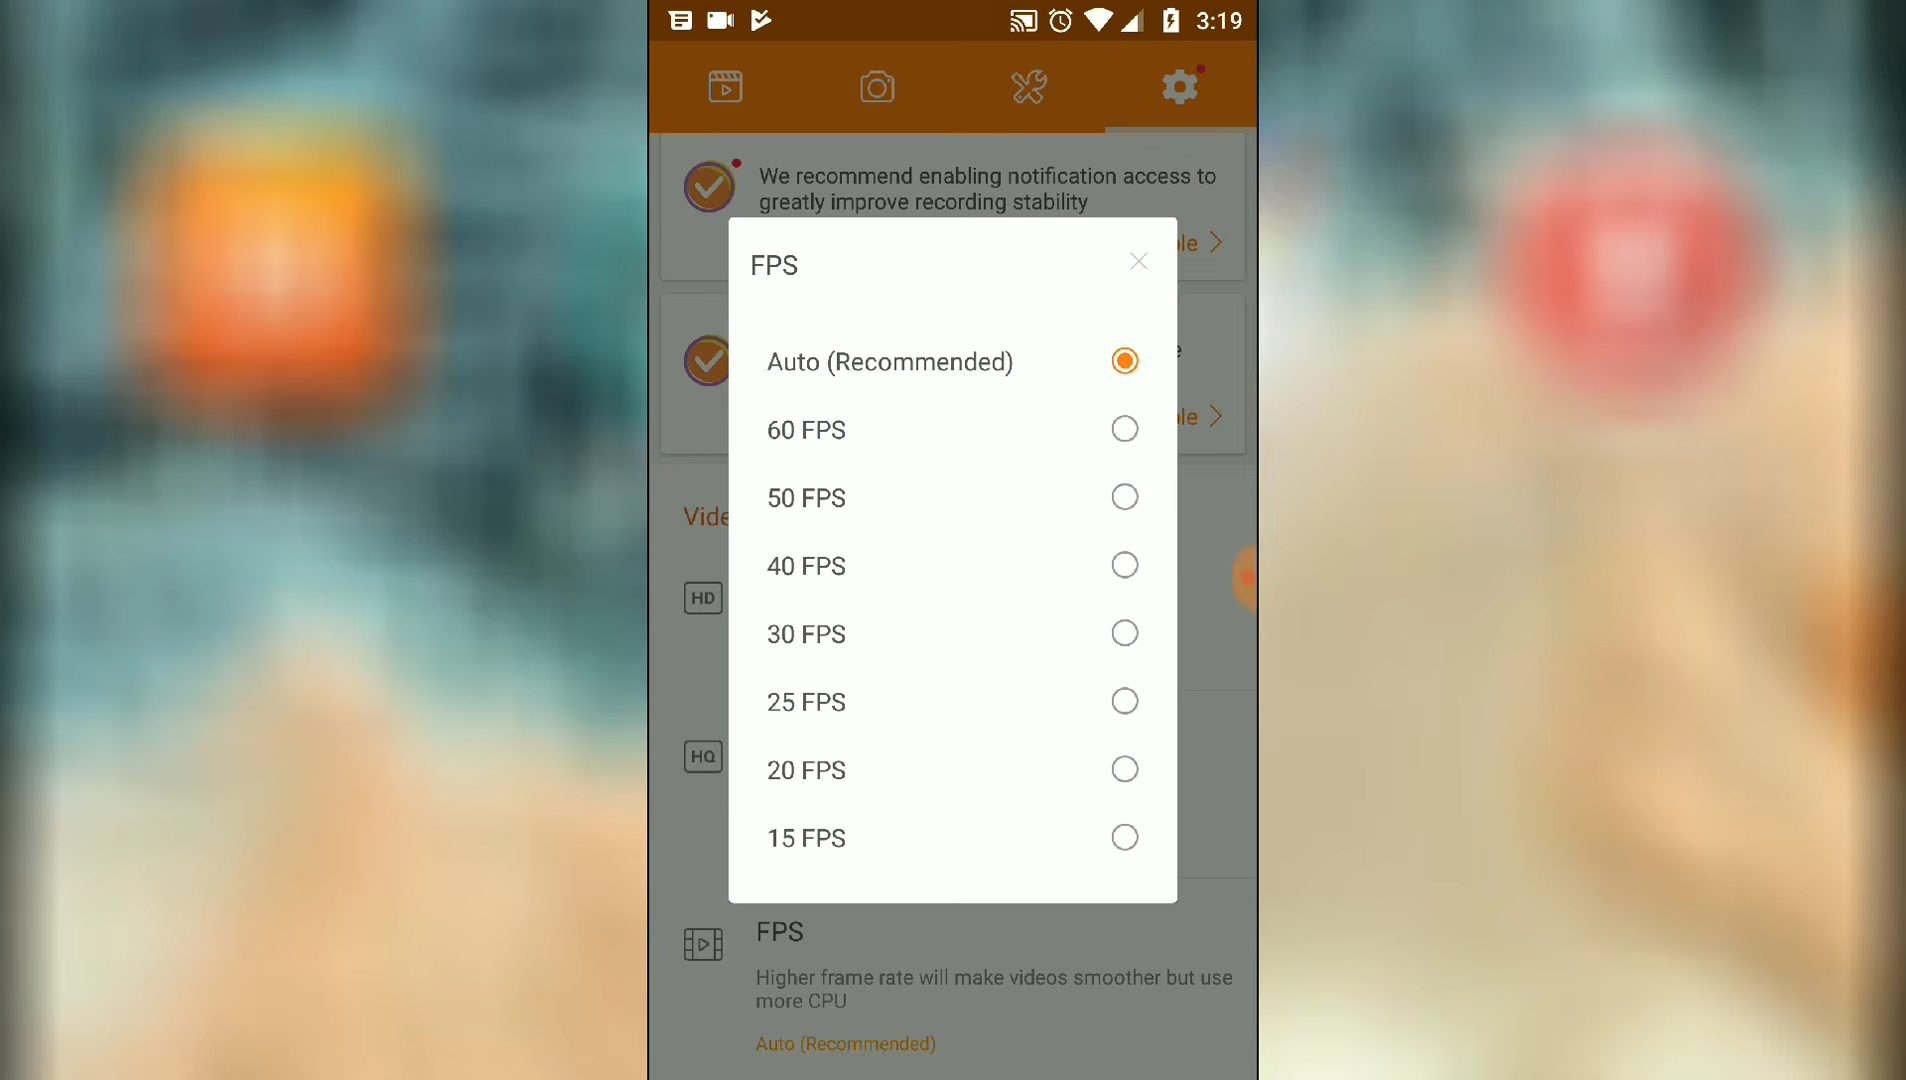 3:19
We recommend enabling notification access to
greatly improve recording stability
FPS
Auto (Recommended)
60 FPS
50 FPS
40 FPS
30 FPS
25 FPS
20 FPS
15 FPS
HD
HQ
FPS
Higher frame rate will make videos smoother but use
more CPU
Auto (Recommended)